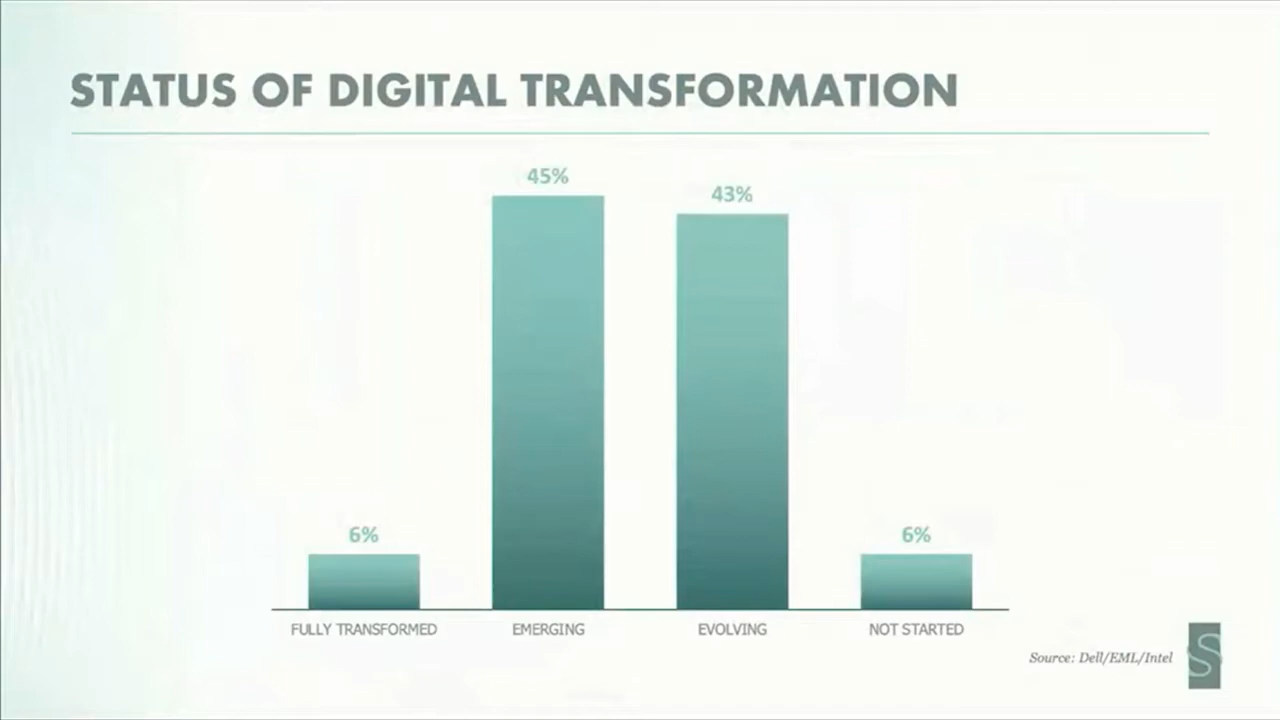 STATUS OF DIGITAL TRANSFORMATION
45%
43%
6%
6%
FULLY TRANSFORMED
EMERGING
EVOLVING
NOT STARTED
Source: Dell/EML/Intel
S